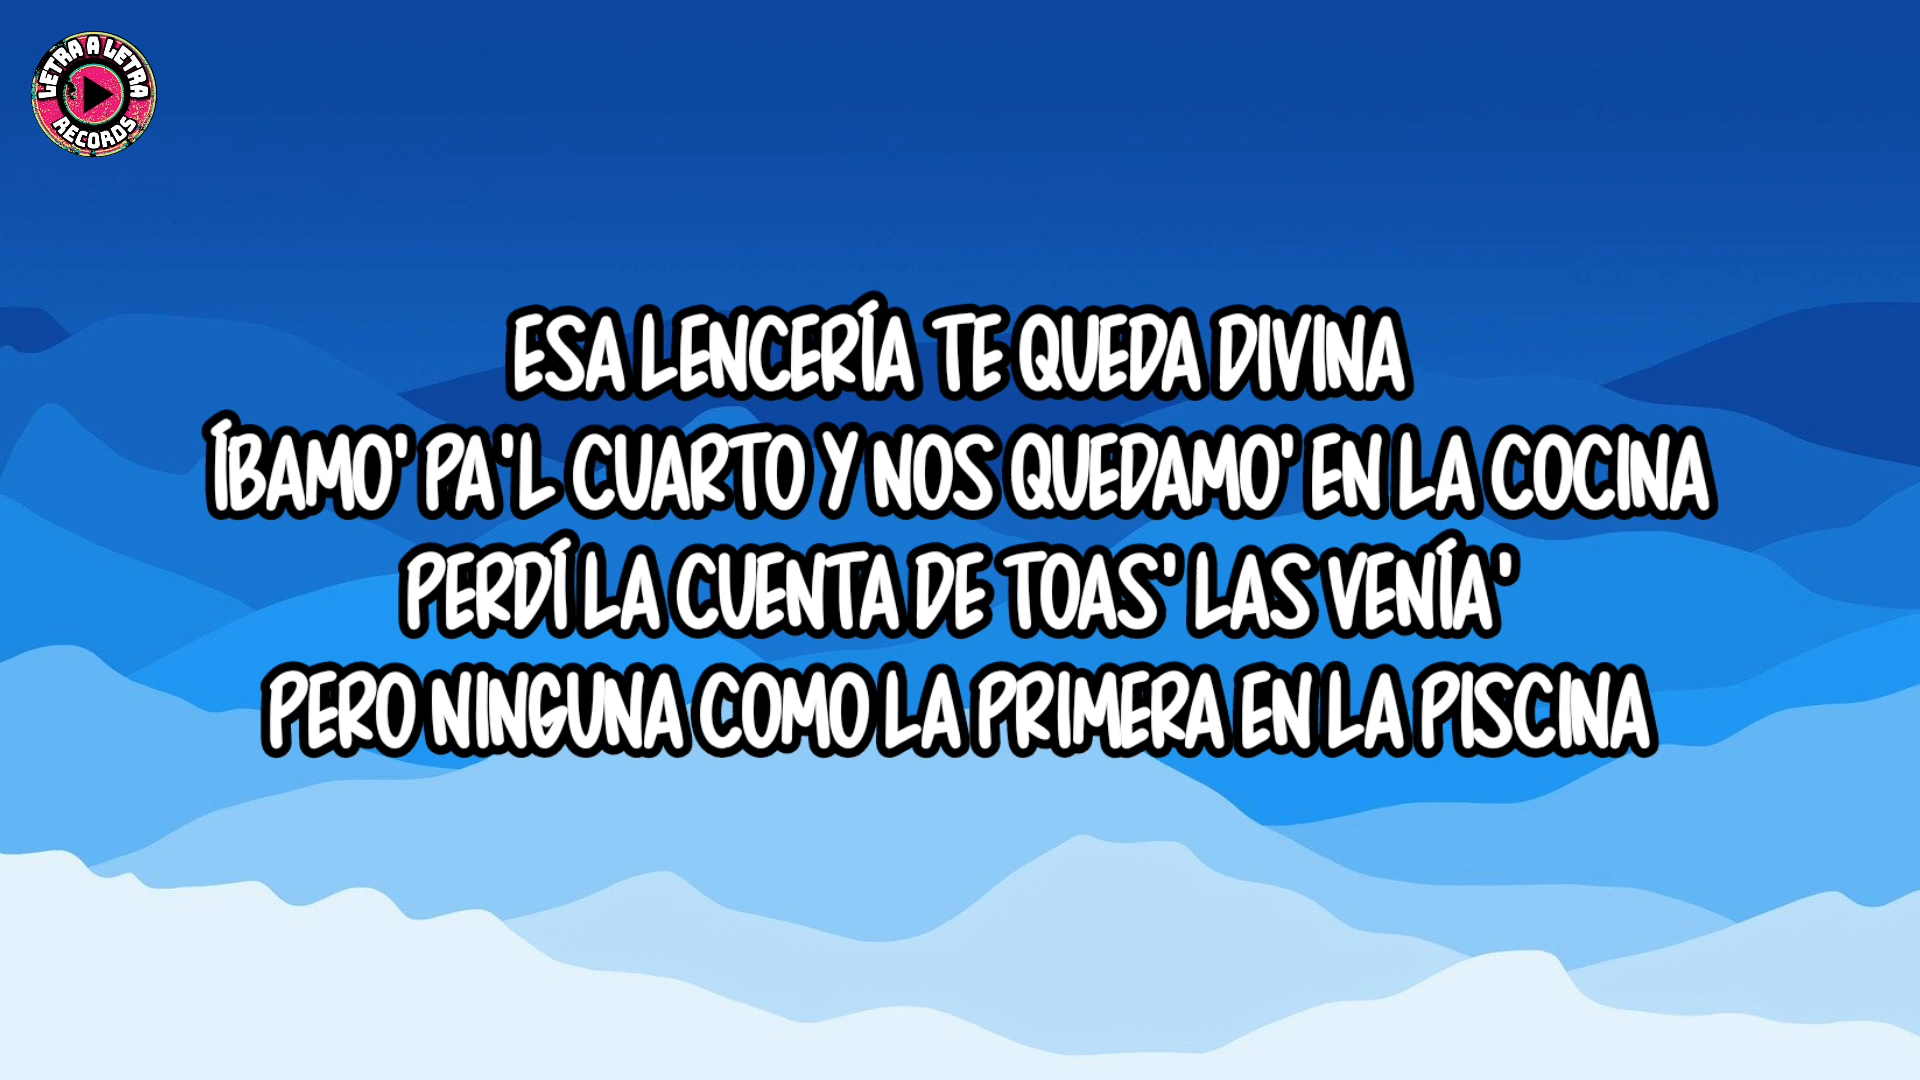 LETRA A LETRA
RECORDS
ESA LENCERÍA TE QUEDA DIVINA
ÍBAMO' PA'L CUARTO Y NOS QUEDAMO' EN LA COCINA
PERDÍ LA CUENTA DE TOAS' LAS VENÍA'
PERO NINGUNA COMO LA PRIMERA EN LA PISCINA